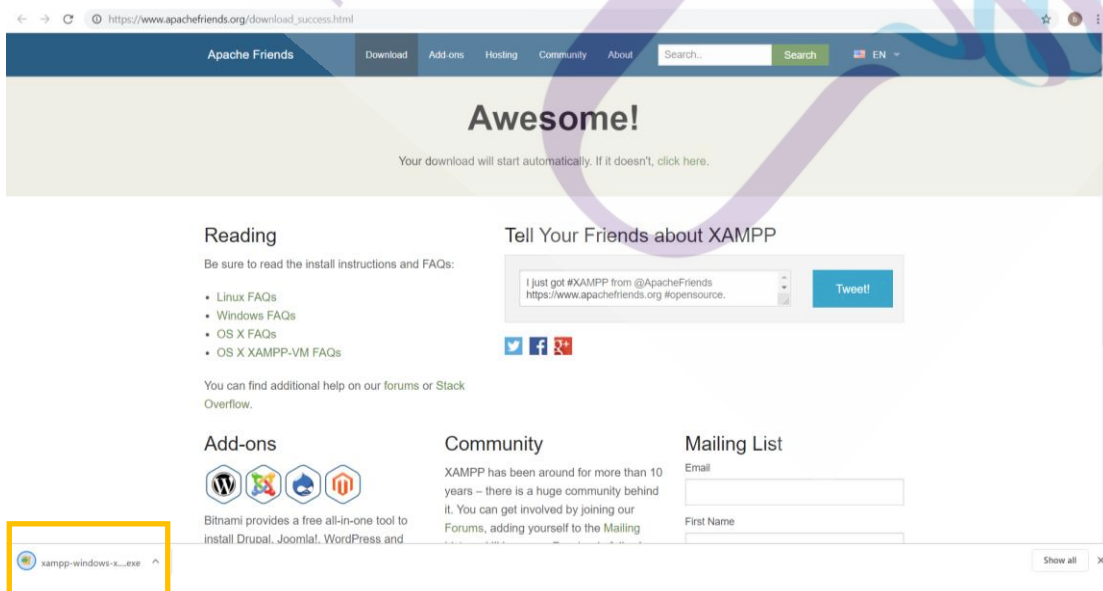 https://www.apachefriends.org/download_success.html
Apache Friends
Download
Add-ons
Hosting
Community
About
Search..
Search
EN
Awesome!
Your download will start automatically. If it doesn't, click here.
Reading
Be sure to read the install instructions and FAQs:
• Linux FAQs
• Windows FAQs
• OS X FAQs
• OS X XAMPP-VM FAQs
You can find additional help on our forums or Stack
Overflow.
Tell Your Friends about XAMPP
I just got #XAMPP from @ApacheFriends
https://www.apachefriends.org #opensource.
Tweet!
Add-ons
Bitnami provides a free all-in-one tool to
install Drupal, Joomla!, WordPress and
Community
XAMPP has been around for more than 10
years – there is a huge community behind
it. You can get involved by joining our
Forums, adding yourself to the Mailing
Mailing List
Email
First Name
xampp-windows-x....exe
Show all